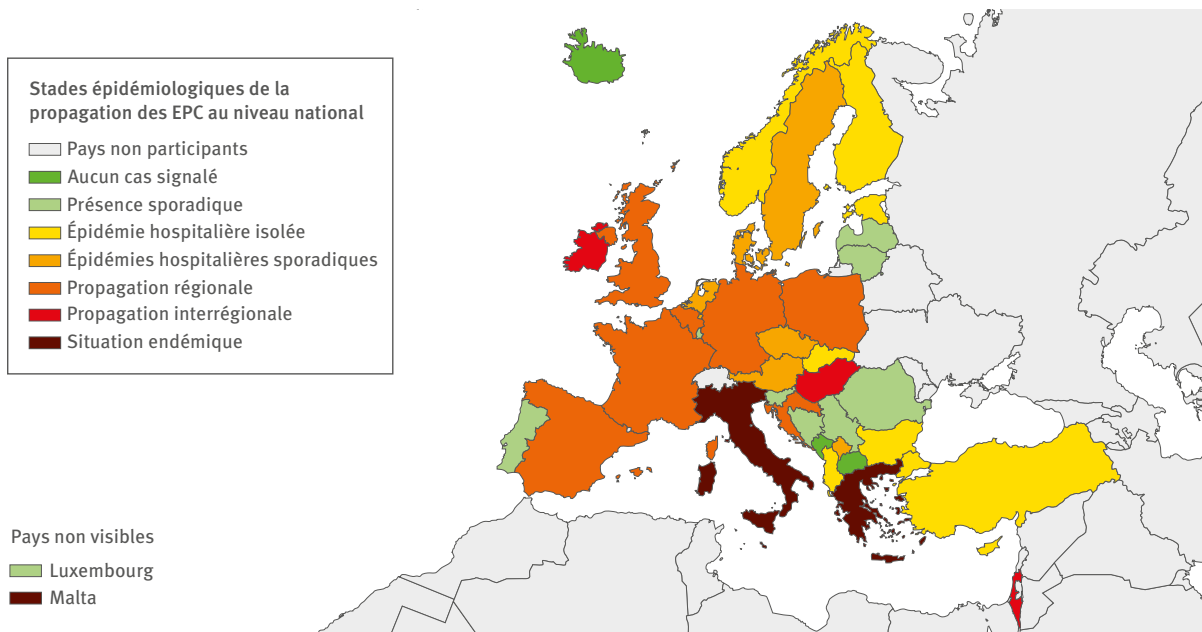 Stades épidémiologiques de la
propagation des EPC au niveau national
Pays non participants
Aucun cas signalé
Présence sporadique
Épidémie hospitalière isolée
Épidémies hospitalières sporadiques
Propagation régionale
Propagation interrégionale
Situation endémique
Pays non visibles
Luxembourg
Malta